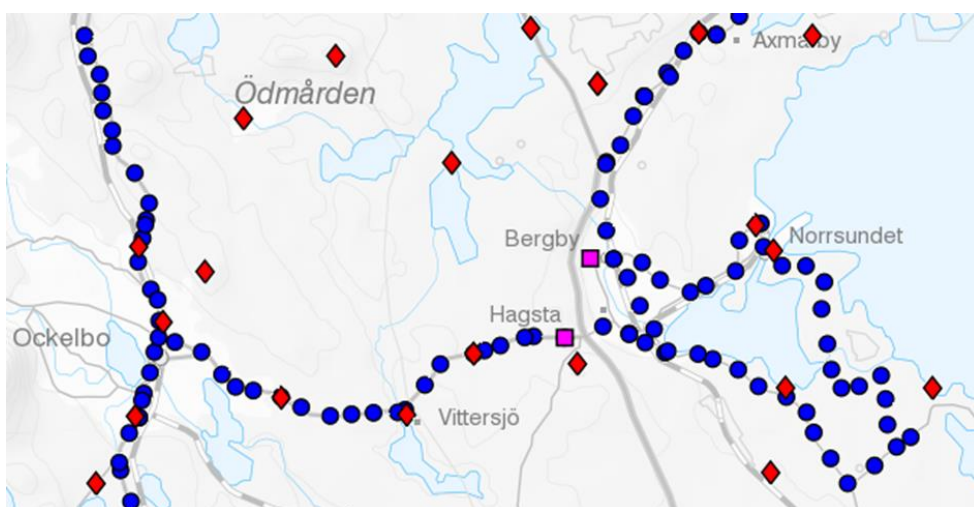 Axmarby
Ödmården
Bergby
Norrsundet
Hagsta
Ockelbo
Vittersjö